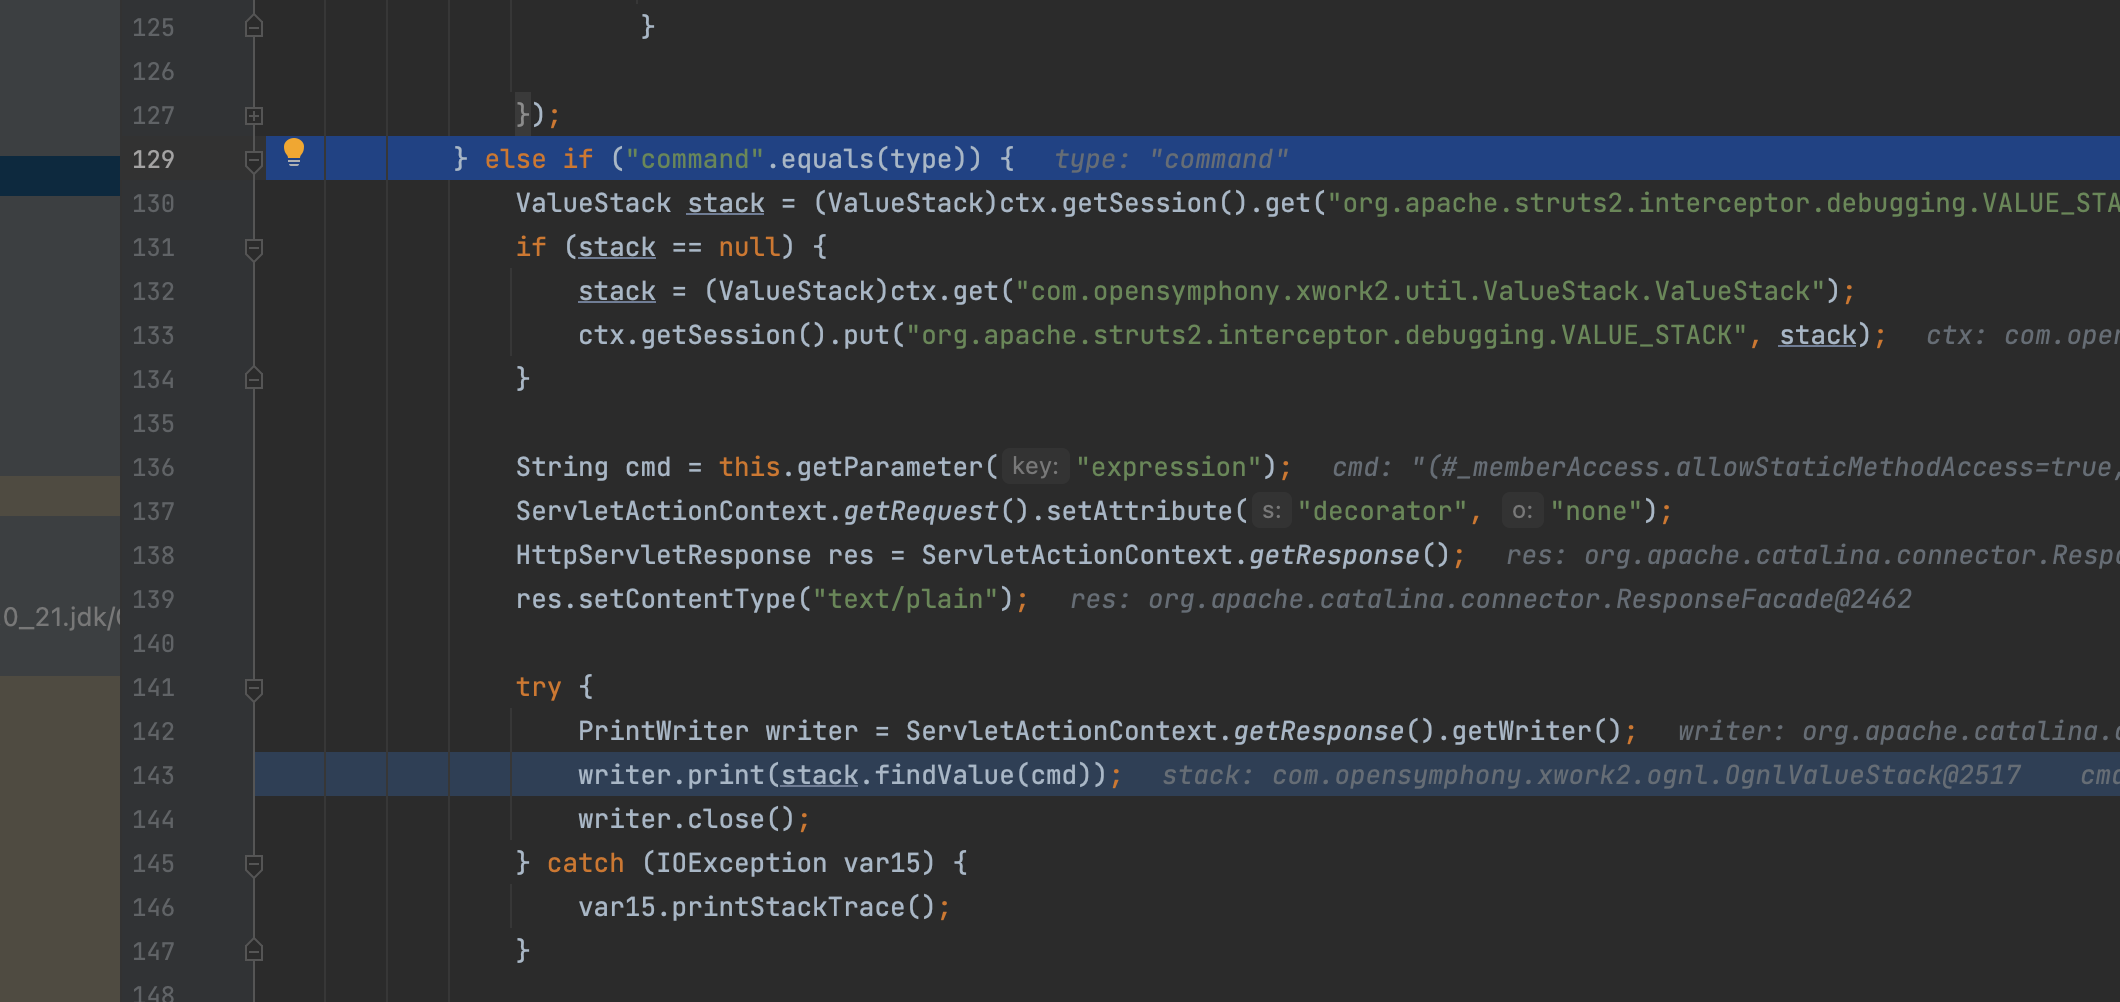 125 }
126
127 });
129 } else if ("command".equals(type)) { type: "command"
130 ValueStack stack = (ValueStack)ctx.getSession().get("org.apache.struts2.interceptor.debugging.VALUE_STA
131 if (stack == null) {
132 stack = (ValueStack)ctx.get("com.opensymphony.xwork2.util.ValueStack.ValueStack");
133 ctx.getSession().put("org.apache.struts2.interceptor.debugging.VALUE_STACK", stack); ctx: com.open
134 }
135
136 String cmd = this.getParameter( key: "expression"); cmd: "(#_memberAccess.allowStaticMethodAccess=true,
137 ServletActionContext.getRequest().setAttribute( s: "decorator", o: "none");
138 HttpServletResponse res = ServletActionContext.getResponse(); res: org.apache.catalina.connector.Respo
139 res.setContentType("text/plain"); res: org.apache.catalina.connector.ResponseFacade@2462
0_21.jdk/
140
141 try {
142 PrintWriter writer = ServletActionContext.getResponse().getWriter(); writer: org.apache.catalina.c
143 writer.print(stack.findValue(cmd)); stack: com.opensymphony.xwork2.ognl.OgnlValueStack@2517 cmd
144 writer.close();
145 } catch (IOException var15) {
146 var15.printStackTrace();
147 }
148